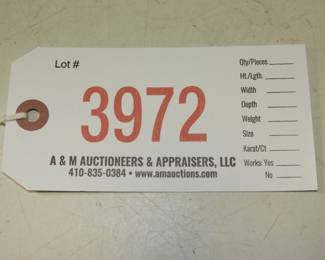 Lot #
3972
A & M AUCTIONEERS & APPRAISERS, LLC
410-835-0384 • www.amauctions.com
Qty/Pieces
Ht./Lgth.
Width
Depth
Weight
Size
Karat/Ct
Works: Yes
No